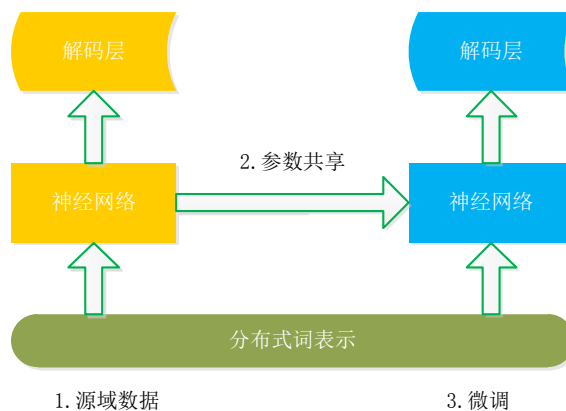 解码层
解码层
2.参数共享
神经网络
神经网络
分布式词表示
1.源域数据
3.微调